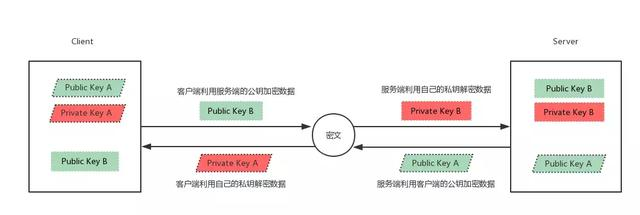 Client
Server
Public Key A
Private Key A
Public Key B
客户端利用服务端的公钥加密数据
Public Key B
Private Key A
客户端利用自己的私钥解密数据
密文
服务端利用自己的私钥解密数据
Private Key B
Public Key A
服务端利用客户端的公钥加密数据
Public Key B
Private Key B
Public Key A